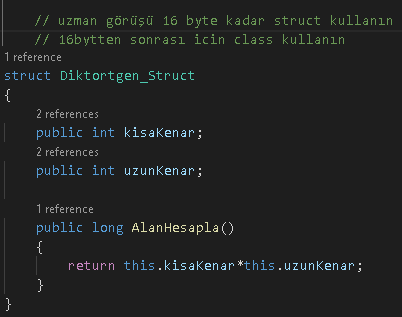 // uzman görüşü 16 byte kadar struct kullanın
// 16bytten sonrası icin class kullanın
1 reference
struct Diktortgen_Struct
{
2 references
public int kisaKenar;
2 references
public int uzunKenar;
1 reference
public long AlanHesapla()
{
return this.kisaKenar*this.uzunKenar;
}
}